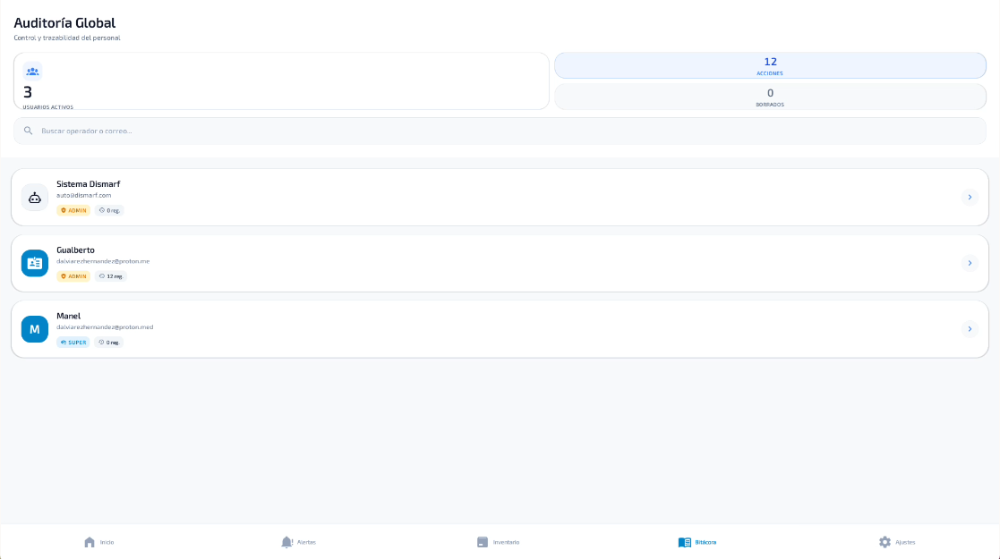 Auditoría Global
Control y trazabilidad del personal
3
USUARIOS ACTIVOS
12
ACCIONES
0
BORRADOS
Buscar operador o correo...
Sistema Dismarf
auto@dismarf.com
ADMIN 0 reg.
Gualberto
dalviarezhernandez@proton.me
ADMIN 12 reg.
M
Manel
dalviarezhernandez@proton.med
SUPER 0 reg.
Inicio
Alertas
Inventario
Bitácora
Ajustes